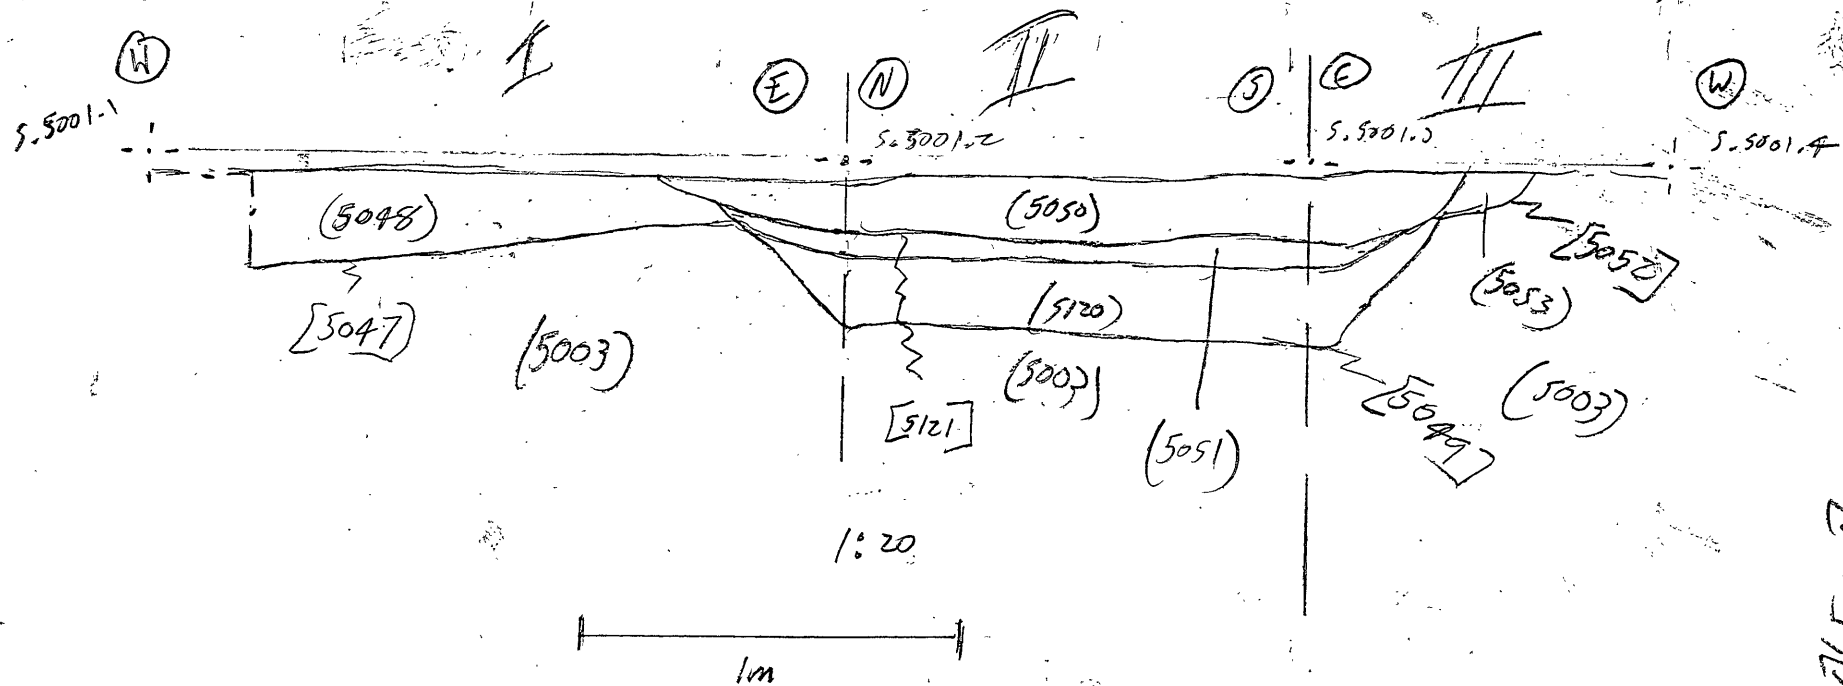 I II III
W E N S E W
S.5001.1 S.5001.2 S.5001.3 S.5001.4
(5048) (5050)
[5052]
(5053)
[5047] (5003) (5120)
(5003) [5049] (5003)
[5121] (5051)
1:20
1m